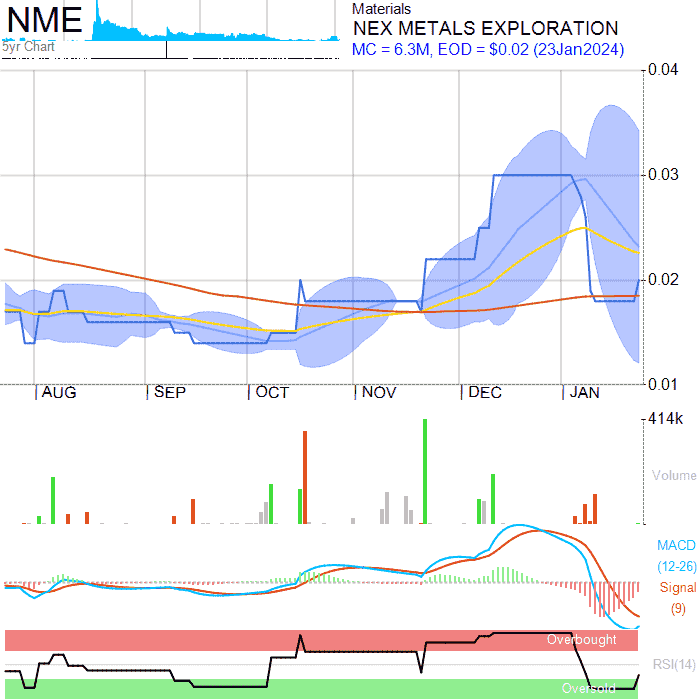 NME
5yr Chart
Materials
NEX METALS EXPLORATION
MC = 6.3M, EOD = $0.02 (23Jan2024)
0.04
0.03
0.02
0.01
AUG
SEP
OCT
NOV
DEC
JAN
414k
Volume
MACD
(12-26)
Signal
(9)
Overbought
RSI(14)
Oversold